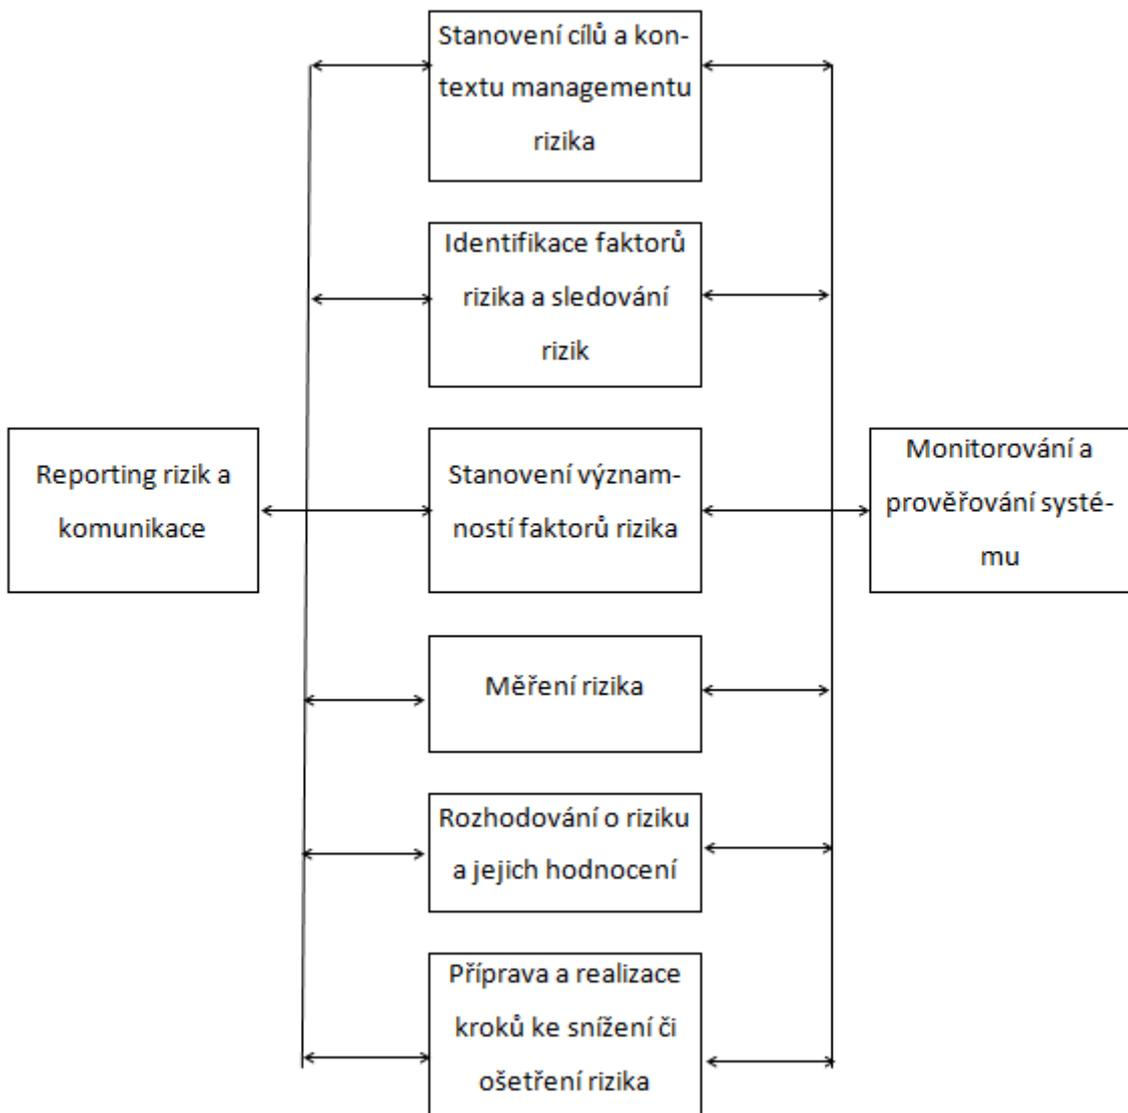 Stanovení cílů a kon-
textu managementu
rizika
Identifikace faktorů
rizika a sledování
rizik
Reporting rizik a
komunikace
Stanovení význam-
ností faktorů rizika
Monitorování a
prověřování systé-
mu
Měření rizika
Rozhodování o riziku
a jejich hodnocení
Příprava a realizace
kroků ke snížení či
ošetření rizika